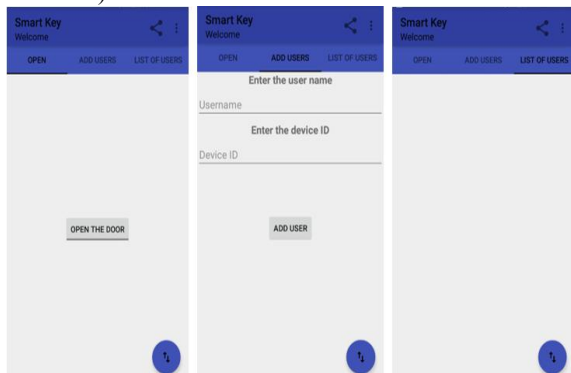 )
Smart Key
Welcome
OPEN ADD USERS LIST OF USERS
OPEN THE DOOR
Smart Key
Welcome
OPEN ADD USERS LIST OF USERS
Enter the user name
Username
Enter the device ID
Device ID
ADD USER
Smart Key
Welcome
OPEN ADD USERS LIST OF USERS